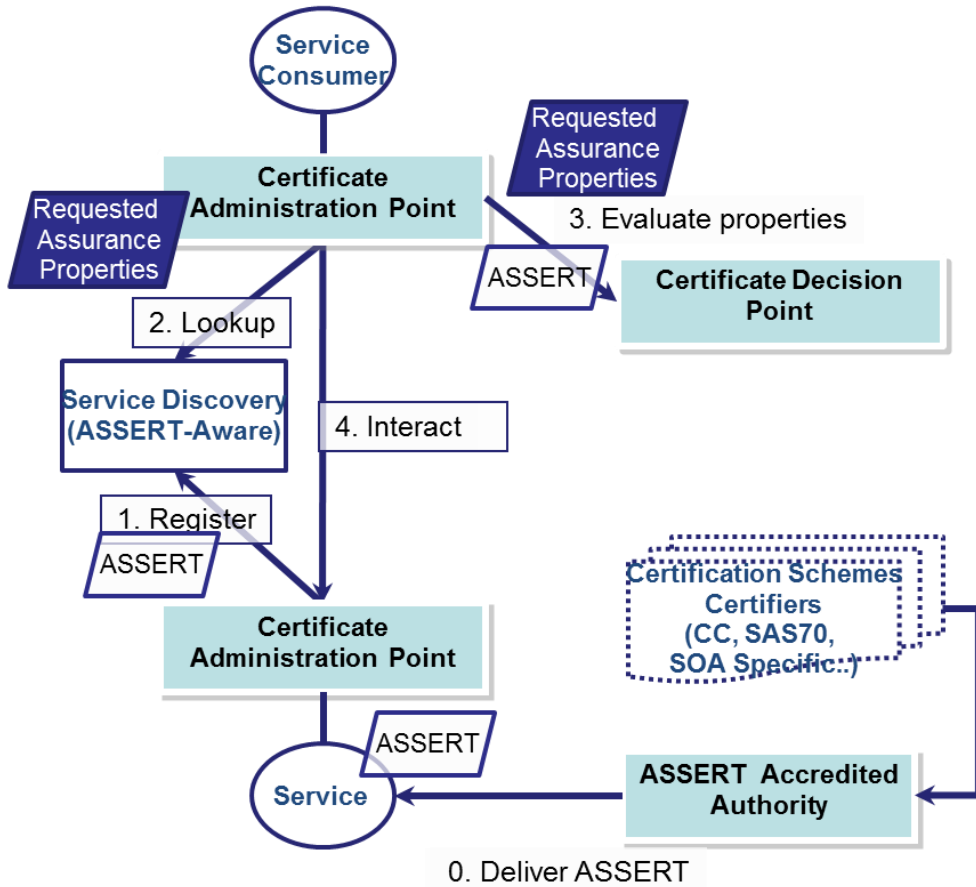 Service
Consumer
Requested
Assurance
Properties
Certificate
Administration Point
Requested
Assurance
Properties
3. Evaluate properties
ASSERT
Certificate Decision
Point
2. Lookup
Service Discovery
(ASSERT-Aware)
4. Interact
1. Register
ASSERT
Certification Schemes
Certifiers
(CC, SAS70,
SOA Specific..)
Certificate
Administration Point
ASSERT
Service
ASSERT Accredited
Authority
0. Deliver ASSERT